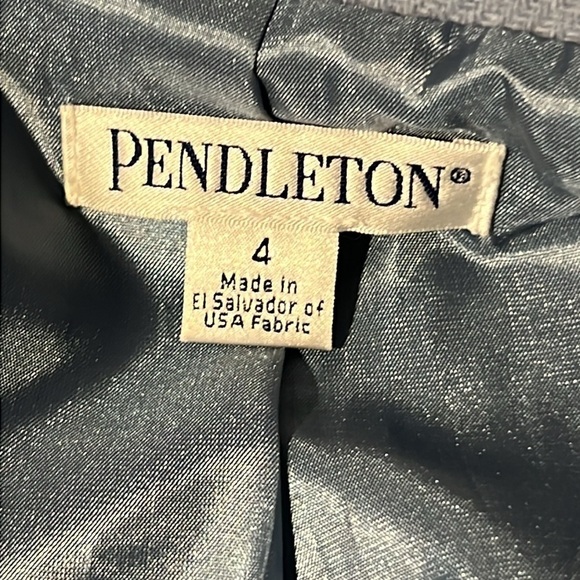 PENDLETON®
4
Made in
El Salvador of
USA Fabric